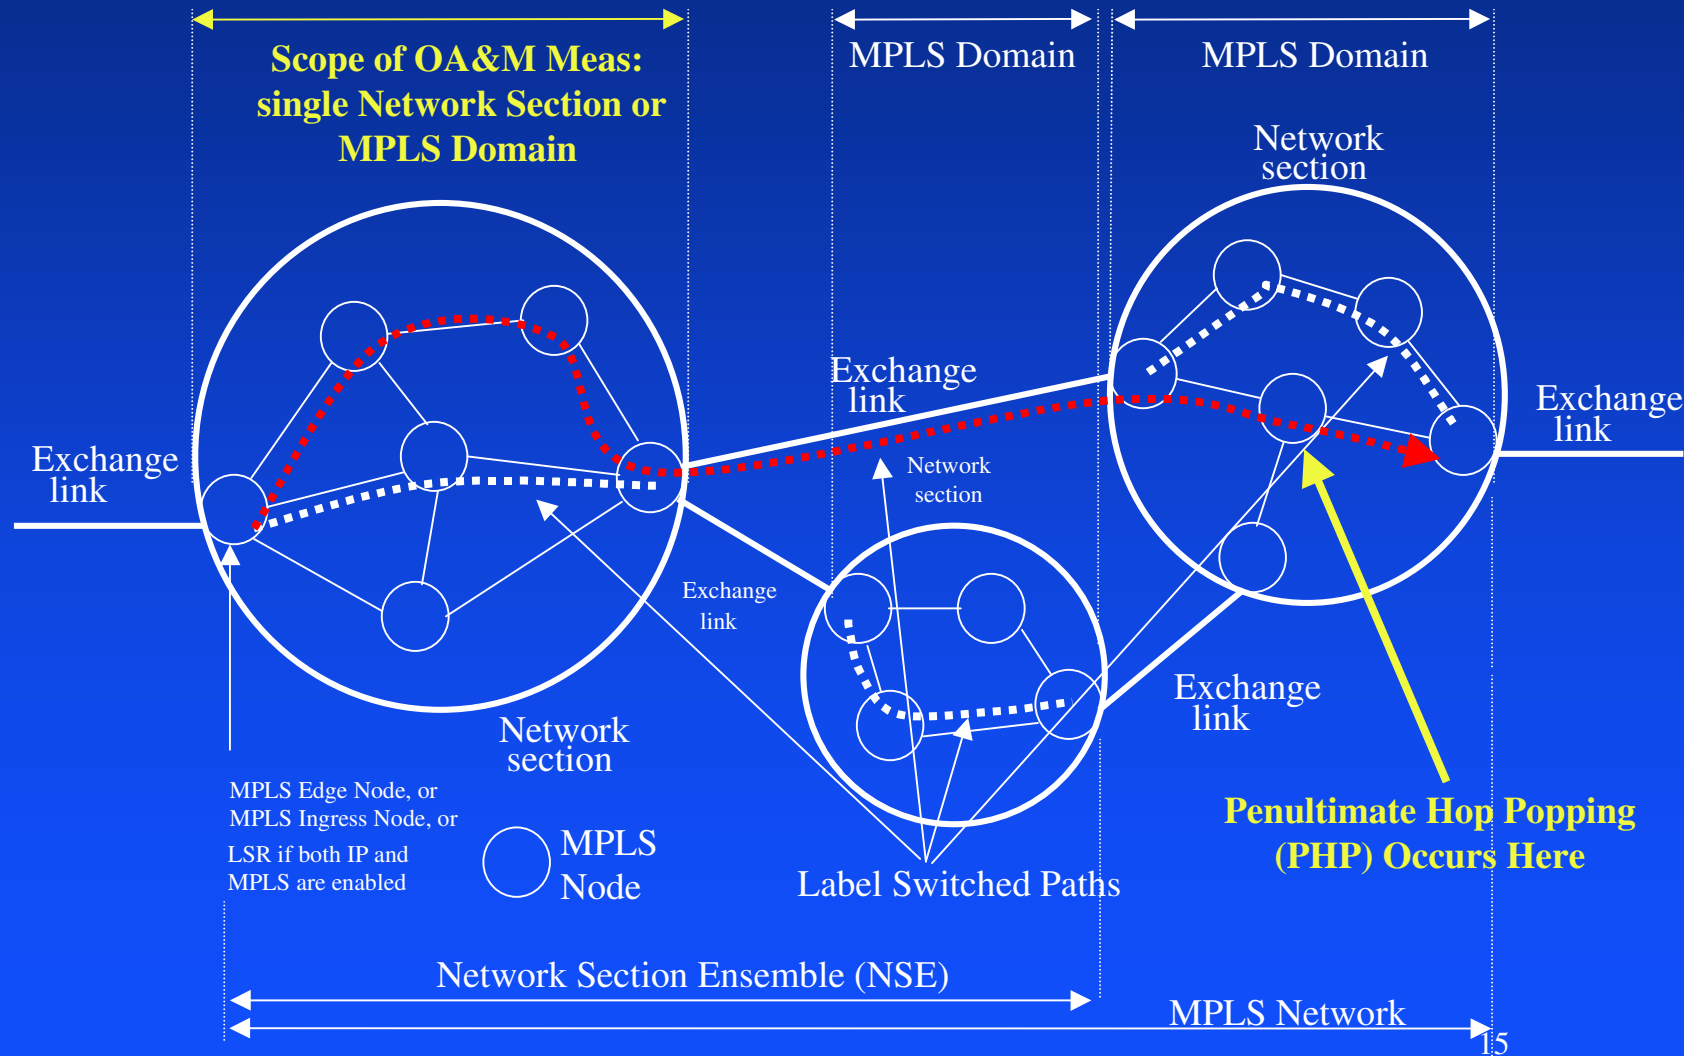 Scope of OA&M Meas:
single Network Section or
MPLS Domain
MPLS Domain
MPLS Domain
Network
section
Exchange
link
Exchange
link
Exchange
link
Network
section
Exchange
link
Exchange
link
Network
section
MPLS Edge Node, or
MPLS Ingress Node, or
LSR if both IP and
MPLS are enabled
MPLS
Node
Label Switched Paths
Penultimate Hop Popping
(PHP) Occurs Here
Network Section Ensemble (NSE)
MPLS Network
15